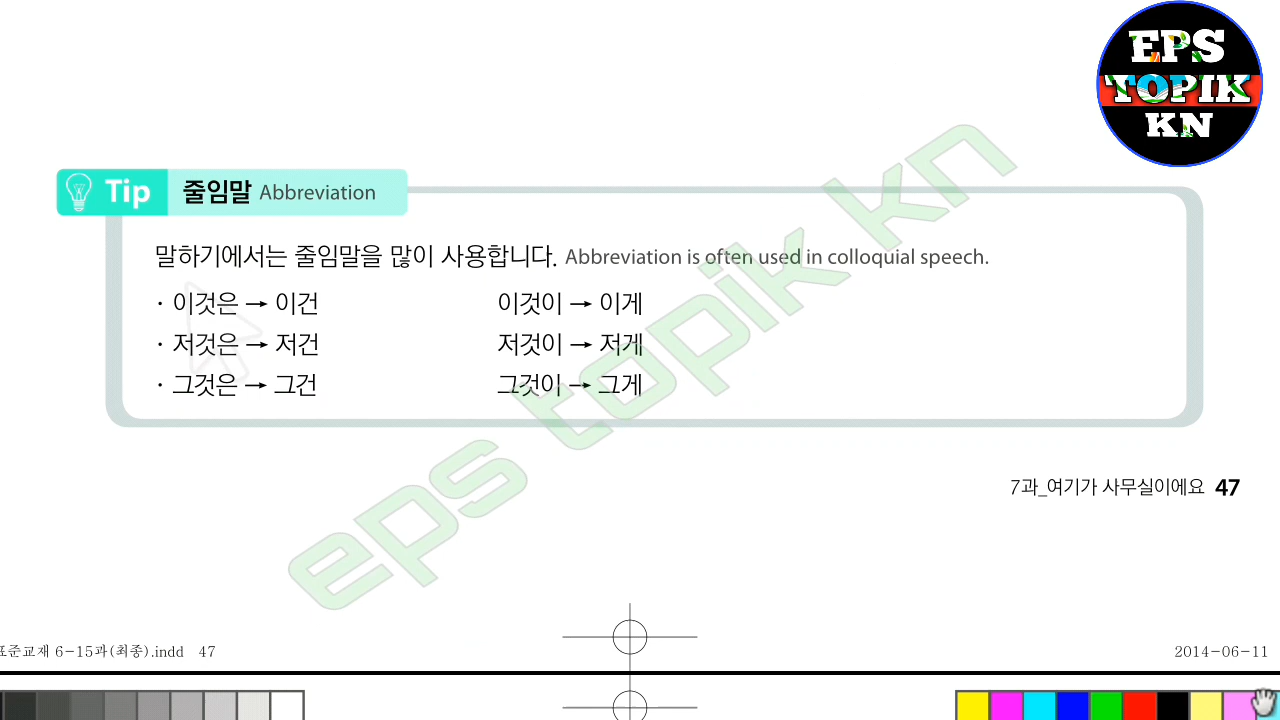 EPS
TOPIK
KN
Tip 줄임말 Abbreviation
말하기에서는 줄임말을 많이 사용합니다. Abbreviation is often used in colloquial speech.
· 이것은 → 이건 이것이 → 이게
· 저것은 → 저건 저것이 → 저게
· 그것은 → 그건 그것이 → 그게
eps topik kn
7과_여기가 사무실이에요 47
표준교재 6-15과(최종).indd 47 2014-06-11